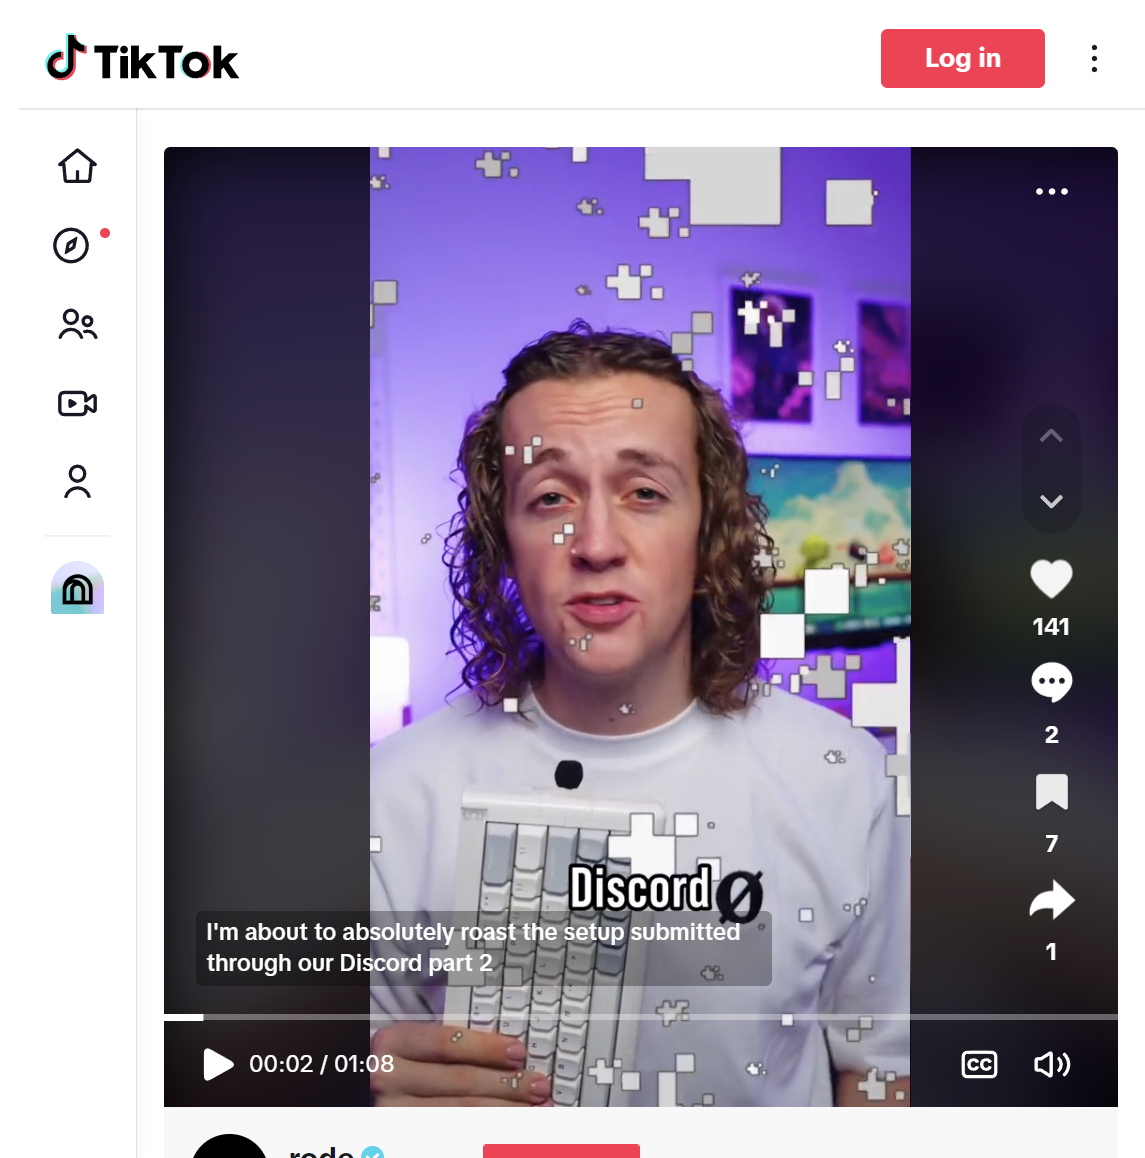 TikTok
Log in
141
2
7
1
Discord
I'm about to absolutely roast the setup submitted
through our Discord part 2
00:02 / 01:08
CC
rode